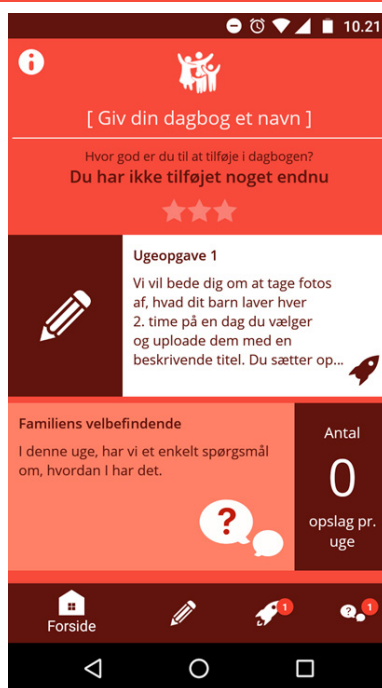 10.21
[ Giv din dagbog et navn ]
Hvor god er du til at tilføje i dagbogen?
Du har ikke tilføjet noget endnu
Ugeopgave 1
Vi vil bede dig om at tage fotos
af, hvad dit barn laver hver
2. time på en dag du vælger
og uploade dem med en
beskrivende titel. Du sætter op...
Familiens velbefindende
I denne uge, har vi et enkelt spørgsmål
om, hvordan I har det.
?
Antal
0
opslag pr.
uge
Forside
1
?
1